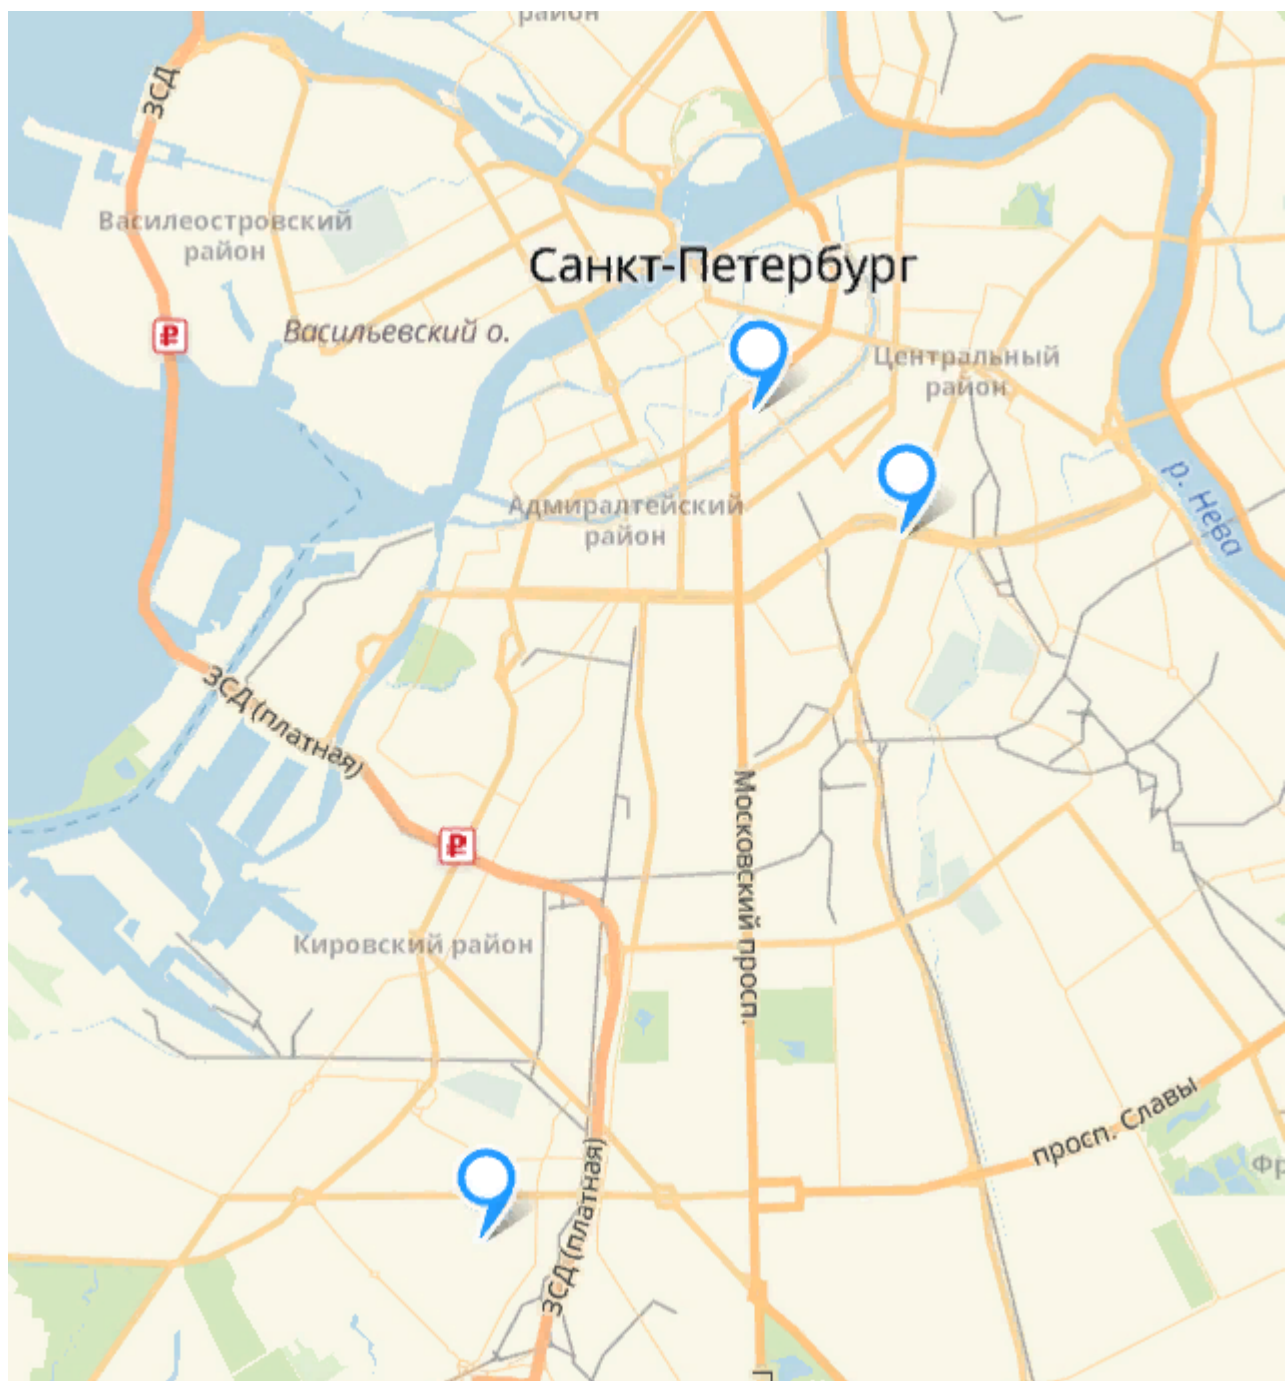 район
ЗСД
Василеостровский
район
Санкт-Петербург
Васильевский о.
₽
Центральный
район
р. Нева
Адмиралтейский
район
ЗСД (платная)
₽
Московский просп.
Кировский район
просп. Славы
Фр
ЗСД (платная)
П